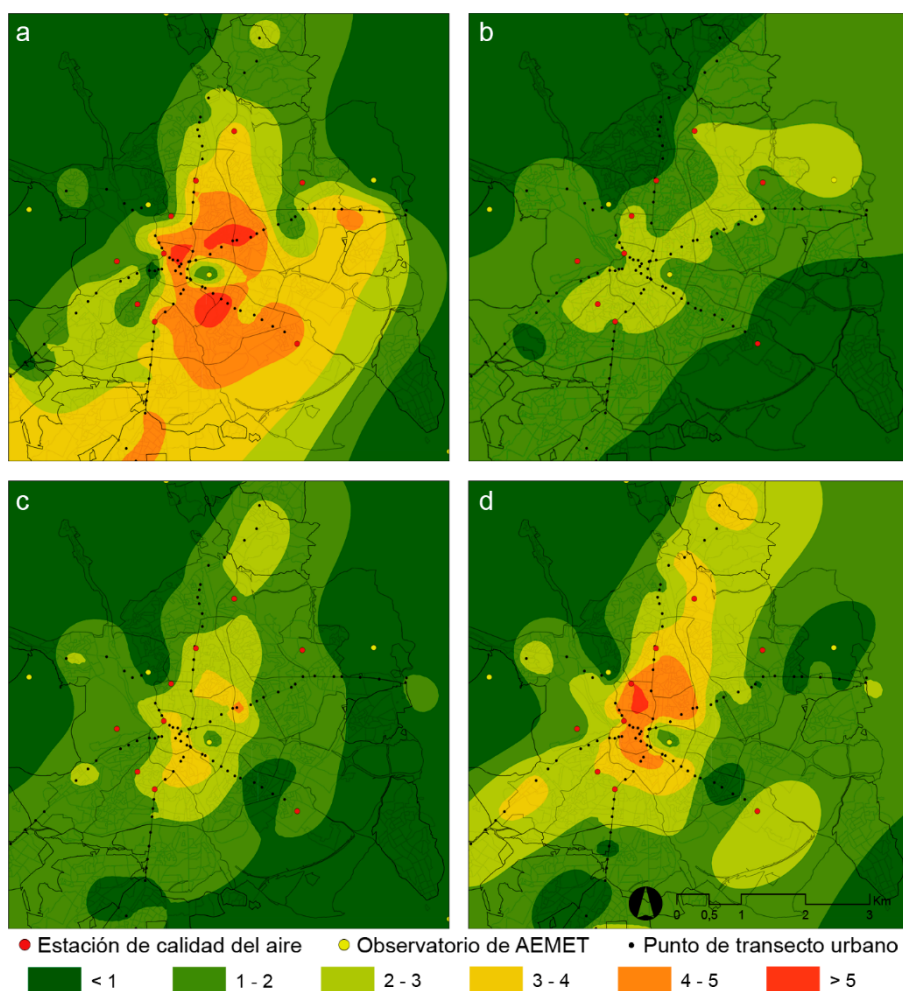 a
b
c
d
0 0,5 1 2 3 Km
Estación de calidad del aire Observatorio de AEMET Punto de transecto urbano
< 1 1 - 2 2 - 3 3 - 4 4 - 5 > 5